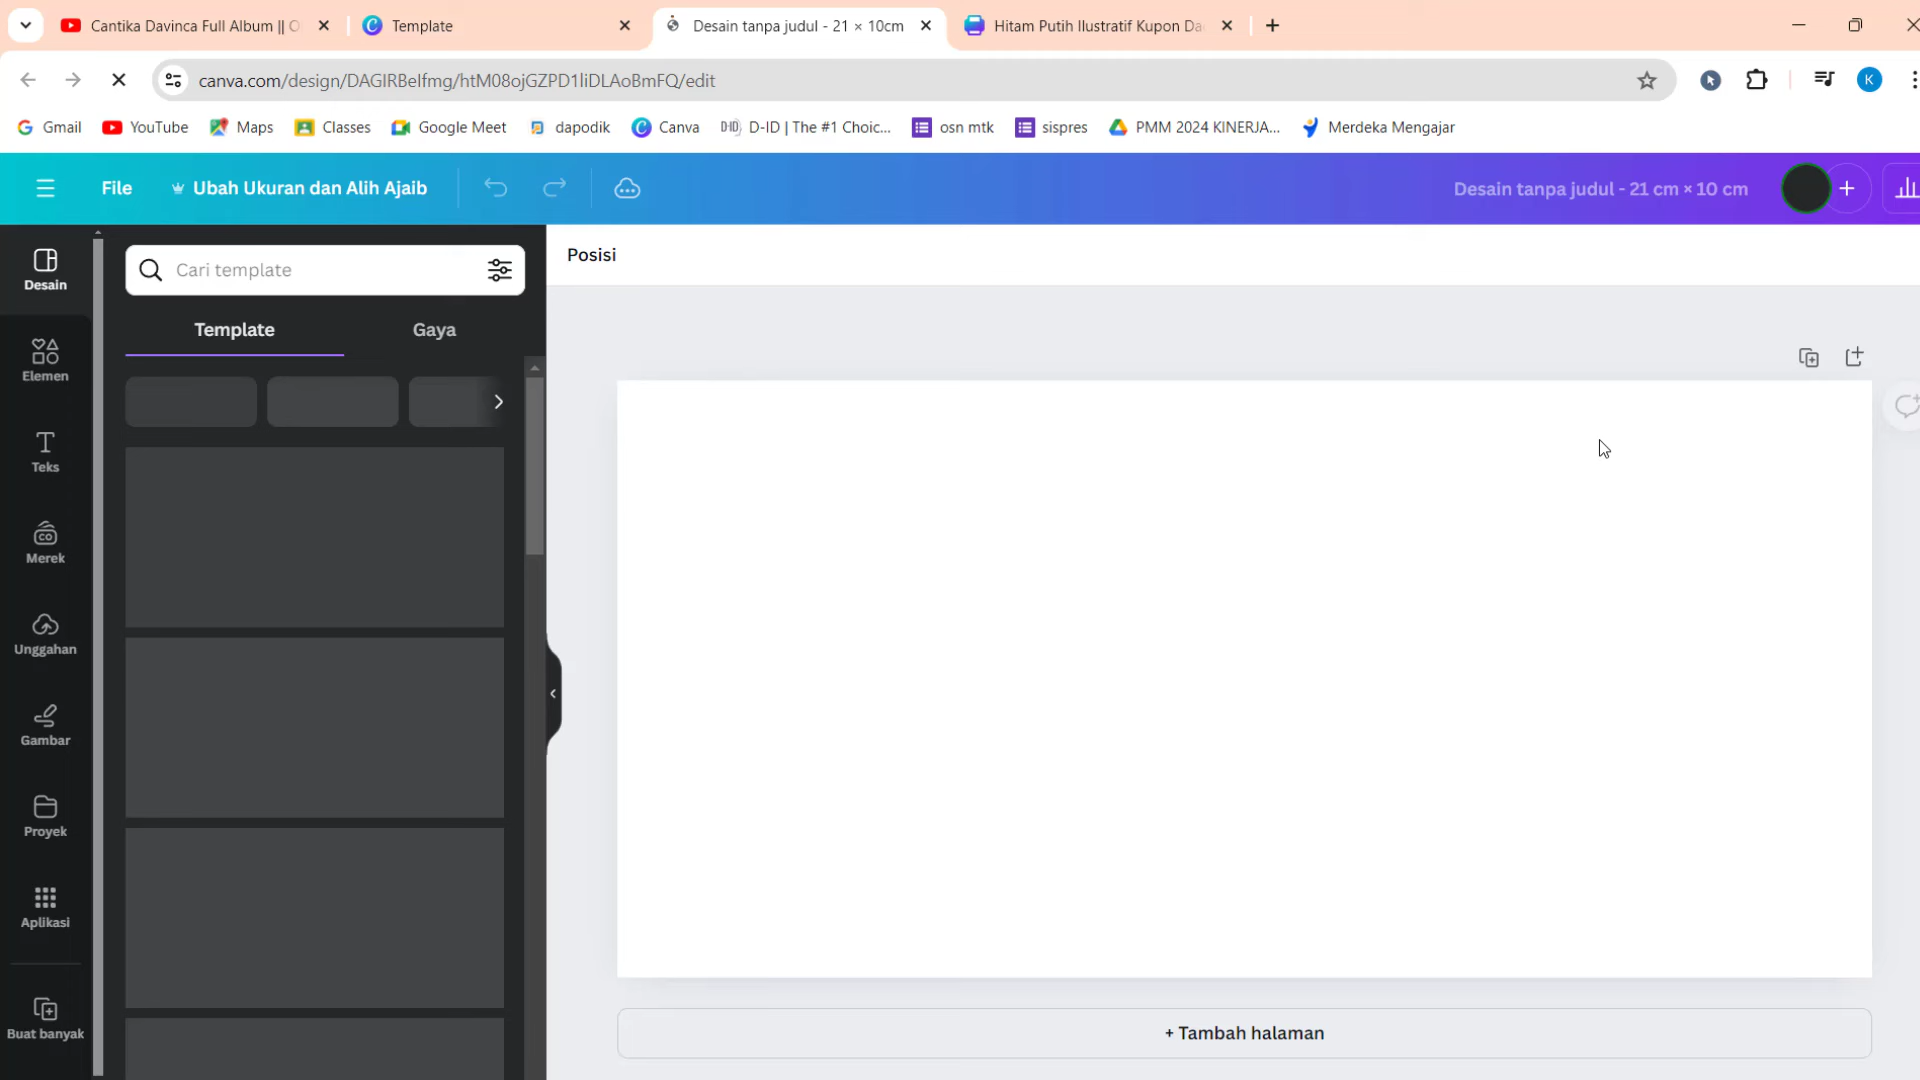 Cantika Davinca Full Album || O
Template
Desain tanpa judul - 21 × 10cm
Hitam Putih Ilustratif Kupon Da
canva.com/design/DAGIRBeIfmg/htM08ojGZPD1liDLAoBmFQ/edit
K
Gmail
YouTube
Maps
Classes
Google Meet
dapodik
Canva
D-ID | The #1 Choic...
osn mtk
sispres
PMM 2024 KINERJA...
Merdeka Mengajar
File
Ubah Ukuran dan Alih Ajaib
Desain tanpa judul - 21 cm × 10 cm
Desain
Cari template
Posisi
Template
Gaya
Elemen
Teks
Merek
Unggahan
Gambar
Proyek
Aplikasi
Buat banyak
+ Tambah halaman